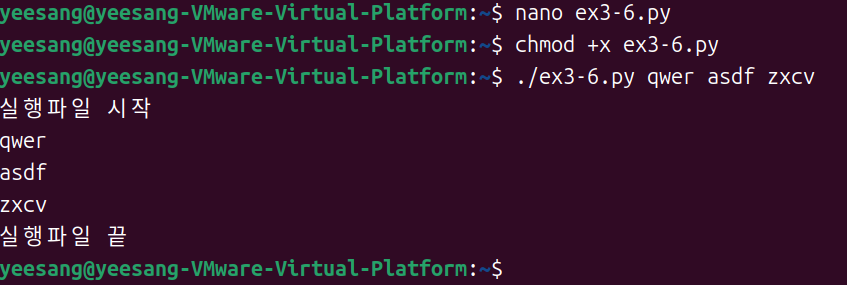 yeesang@yeesang-VMware-Virtual-Platform:~$ nano ex3-6.py
yeesang@yeesang-VMware-Virtual-Platform:~$ chmod +x ex3-6.py
yeesang@yeesang-VMware-Virtual-Platform:~$ ./ex3-6.py qwer asdf zxcv
실행파일 시작
qwer
asdf
zxcv
실행파일 끝
yeesang@yeesang-VMware-Virtual-Platform:~$